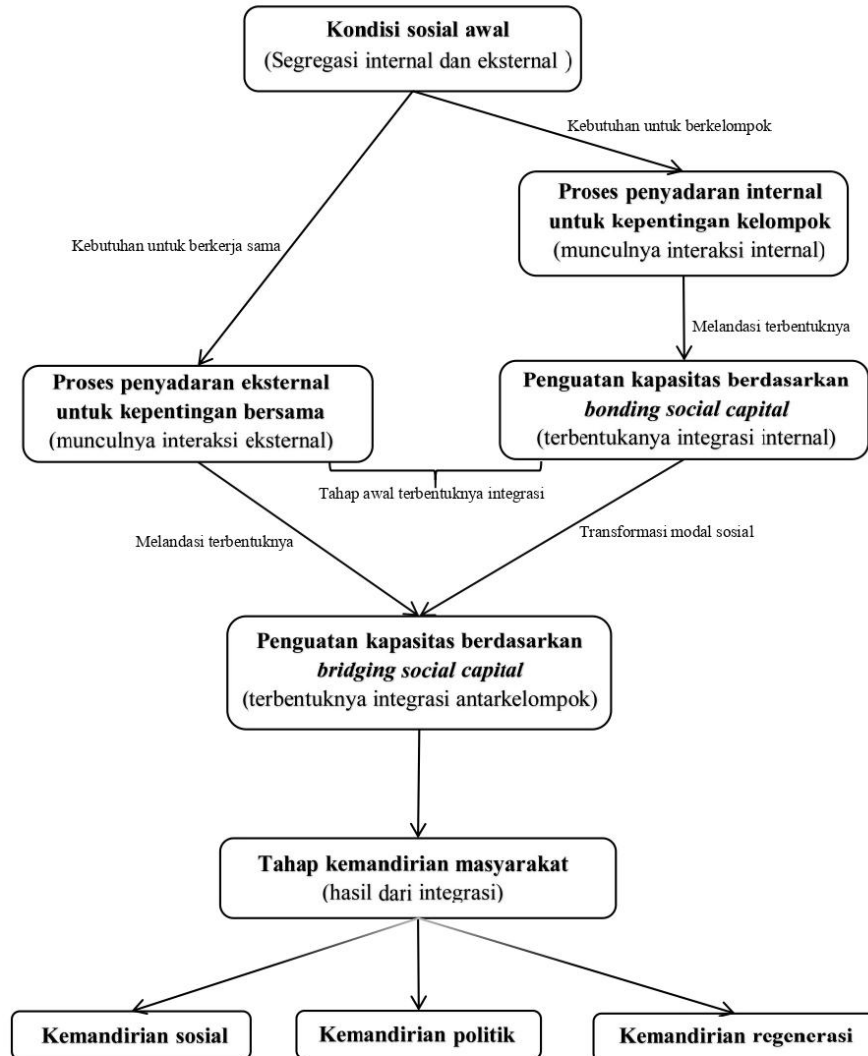 Kondisi sosial awal
(Segregasi internal dan eksternal )
Kebutuhan untuk berkelompok
Proses penyadaran internal
untuk kepentingan kelompok
(munculnya interaksi internal)
Kebutuhan untuk berkerja sama
Melandasi terbentuknya
Proses penyadaran eksternal
untuk kepentingan bersama
(munculnya interaksi eksternal)
Penguatan kapasitas berdasarkan
bonding social capital
(terbentukanya integrasi internal)
Tahap awal terbentuknya integrasi
Melandasi terbentuknya
Transformasi modal sosial
Penguatan kapasitas berdasarkan
bridging social capital
(terbentuknya integrasi antarkelompok)
Tahap kemandirian masyarakat
(hasil dari integrasi)
Kemandirian sosial
Kemandirian politik
Kemandirian regenerasi